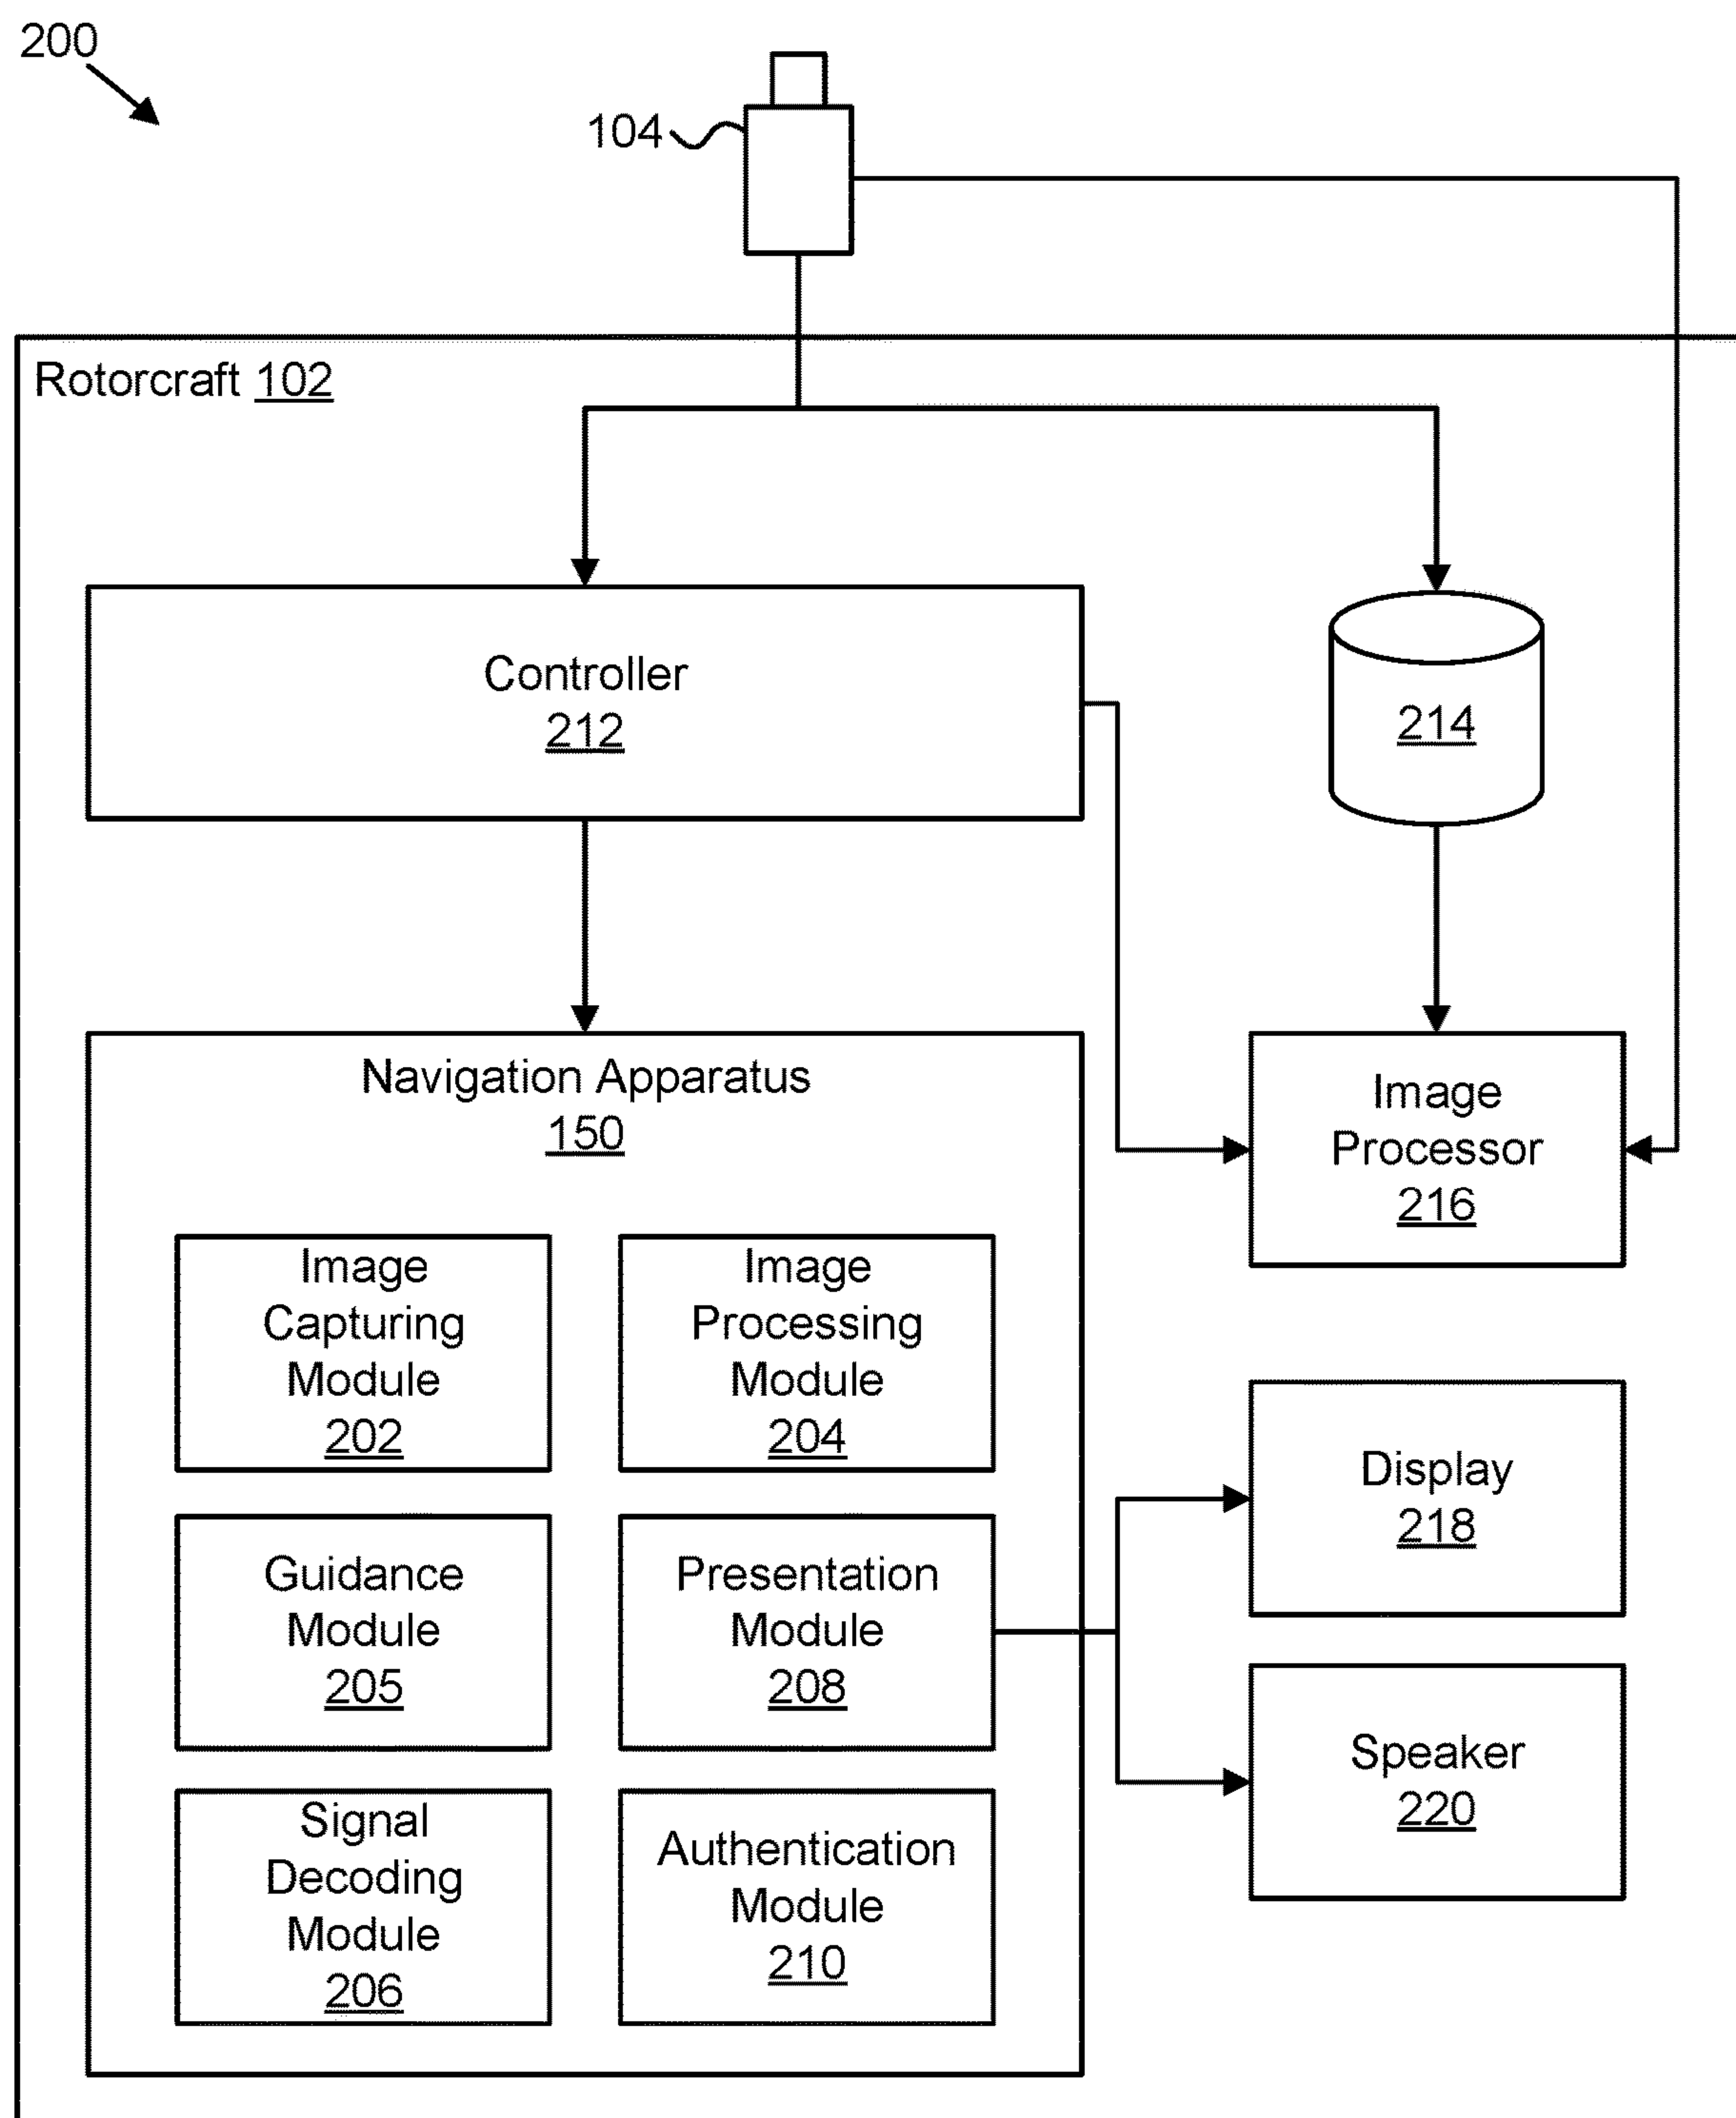 200
104
Rotorcraft 102
Controller
212
214
Navigation Apparatus
150
Image
Processor
216
Image
Capturing
Module
202
Image
Processing
Module
204
Display
218
Guidance
Module
205
Presentation
Module
208
Speaker
220
Signal
Decoding
Module
206
Authentication
Module
210